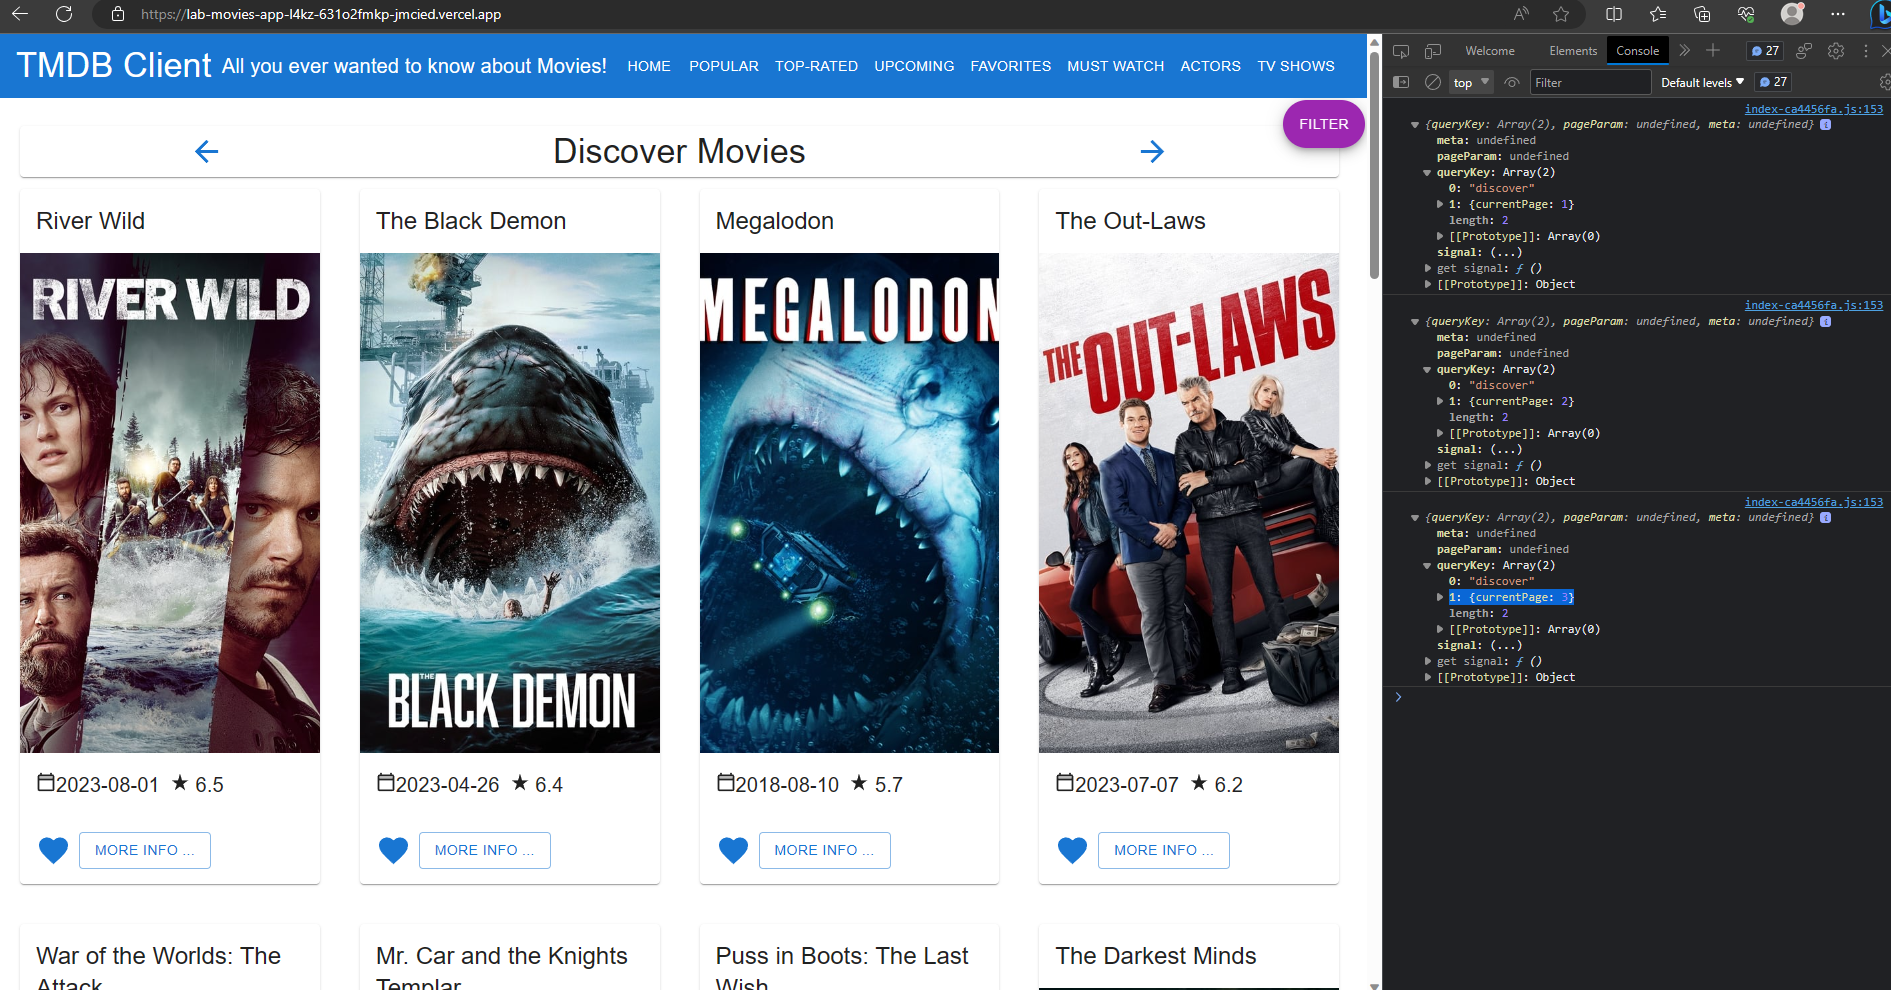 https://lab-movies-app-l4kz-631o2fmkp-jmcied.vercel.app
TMDB Client All you ever wanted to know about Movies! HOME POPULAR TOP-RATED UPCOMING FAVORITES MUST WATCH ACTORS TV SHOWS
FILTER
Discover Movies
River Wild
The Black Demon
Megalodon
The Out-Laws
RIVER WILD
THE BLACK DEMON
MEGALODON
THE OUT-LAWS
2023-08-01 ★ 6.5
2023-04-26 ★ 6.4
2018-08-10 ★ 5.7
2023-07-07 ★ 6.2
MORE INFO ...
MORE INFO ...
MORE INFO ...
MORE INFO ...
War of the Worlds: The
Attack
Mr. Car and the Knights
Templar
Puss in Boots: The Last
Wish
The Darkest Minds
Welcome Elements Console 27
top Filter Default levels 27
index-ca4456fa.js:153
{queryKey: Array(2), pageParam: undefined, meta: undefined}
meta: undefined
pageParam: undefined
queryKey: Array(2)
0: "discover"
1: {currentPage: 1}
length: 2
[[Prototype]]: Array(0)
signal: (...)
get signal: ƒ ()
[[Prototype]]: Object
index-ca4456fa.js:153
{queryKey: Array(2), pageParam: undefined, meta: undefined}
meta: undefined
pageParam: undefined
queryKey: Array(2)
0: "discover"
1: {currentPage: 2}
length: 2
[[Prototype]]: Array(0)
signal: (...)
get signal: ƒ ()
[[Prototype]]: Object
index-ca4456fa.js:153
{queryKey: Array(2), pageParam: undefined, meta: undefined}
meta: undefined
pageParam: undefined
queryKey: Array(2)
0: "discover"
1: {currentPage: 3}
length: 2
[[Prototype]]: Array(0)
signal: (...)
get signal: ƒ ()
[[Prototype]]: Object